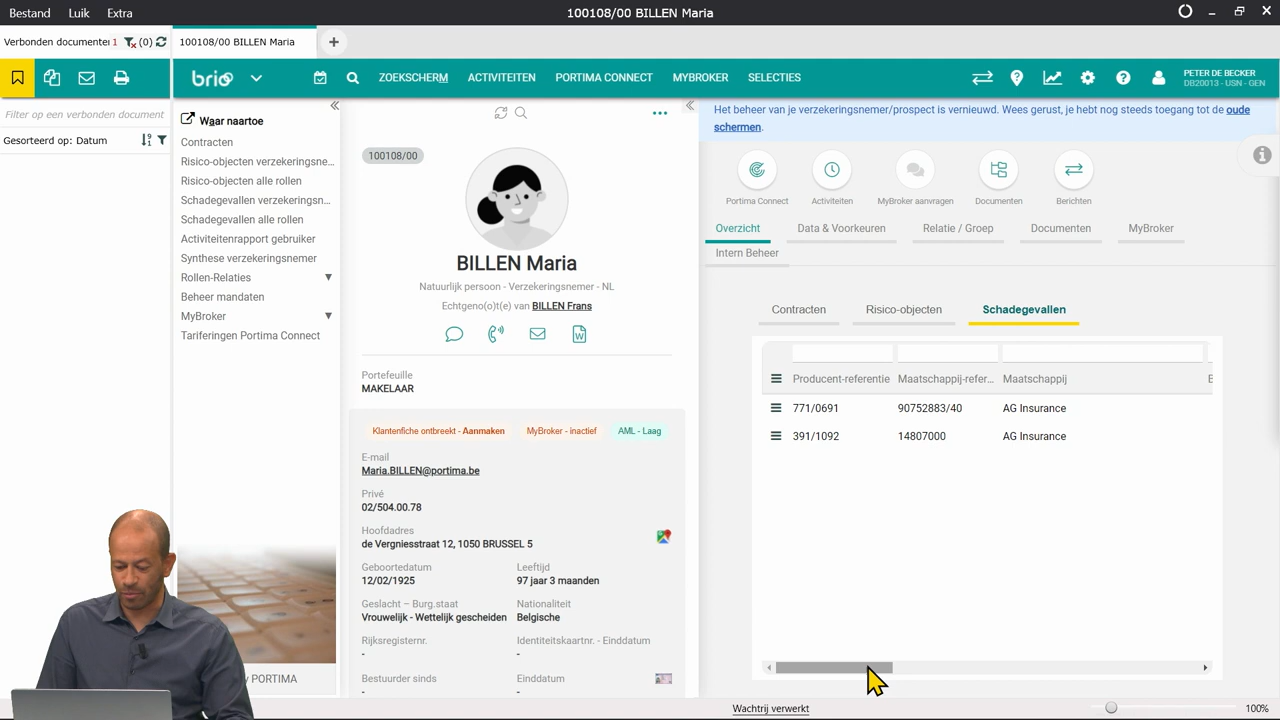 Bestand Luik Extra
100108/00 BILLEN Maria
Verbonden documenter 1 (0)
100108/00 BILLEN Maria
+
brio
ZOEKSCHERM
ACTIVITEITEN
PORTIMA CONNECT
MYBROKER
SELECTIES
PETER DE BECKER
DB20013 - USN - GEN
Filter op een verbonden document
Gesorteerd op: Datum
Waar naartoe
Contracten
Risico-objecten verzekeringsne...
Risico-objecten alle rollen
Schadegevallen verzekeringsn...
Schadegevallen alle rollen
Activiteitenrapport gebruiker
Synthese verzekeringsnemer
Rollen-Relaties
Beheer mandaten
MyBroker
Tariferingen Portima Connect
y PORTIMA
100108/00
BILLEN Maria
Natuurlijk persoon - Verzekeringsnemer - NL
Echtgeno(o)t(e) van BILLEN Frans
Portefeuille
MAKELAAR
Klantenfiche ontbreekt - Aanmaken
MyBroker - inactief
AML - Laag
E-mail
Maria.BILLEN@portima.be
Privé
02/504.00.78
Hoofdadres
de Vergniesstraat 12, 1050 BRUSSEL 5
Geboortedatum Leeftijd
12/02/1925 97 jaar 3 maanden
Geslacht – Burg.staat Nationaliteit
Vrouwelijk - Wettelijk gescheiden Belgische
Rijksregisternr. Identiteitskaartnr. - Einddatum
- -
Bestuurder sinds Einddatum
- -
Het beheer van je verzekeringsnemer/prospect is vernieuwd. Wees gerust, je hebt nog steeds toegang tot de oude
schermen.
Portima Connect
Activiteiten
MyBroker aanvragen
Documenten
Berichten
Overzicht
Data & Voorkeuren
Relatie / Groep
Documenten
MyBroker
Intern Beheer
Contracten
Risico-objecten
Schadegevallen
Producent-referentie Maatschappij-refer... Maatschappij
771/0691 90752883/40 AG Insurance
391/1092 14807000 AG Insurance
Wachtrij verwerkt
100%